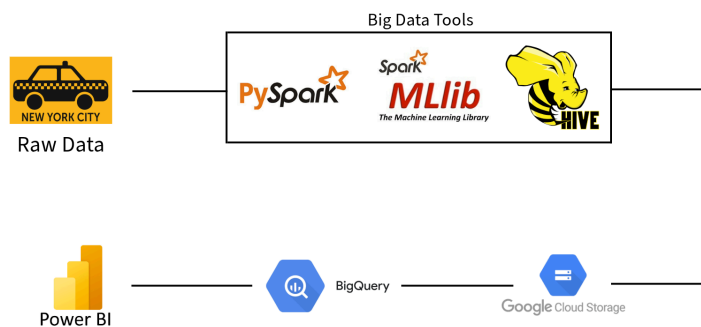 Big Data Tools
NEW YORK CITY
Raw Data
PySpark
Spark
MLlib
The Machine Learning Library
HIVE
Power BI
BigQuery
Google Cloud Storage